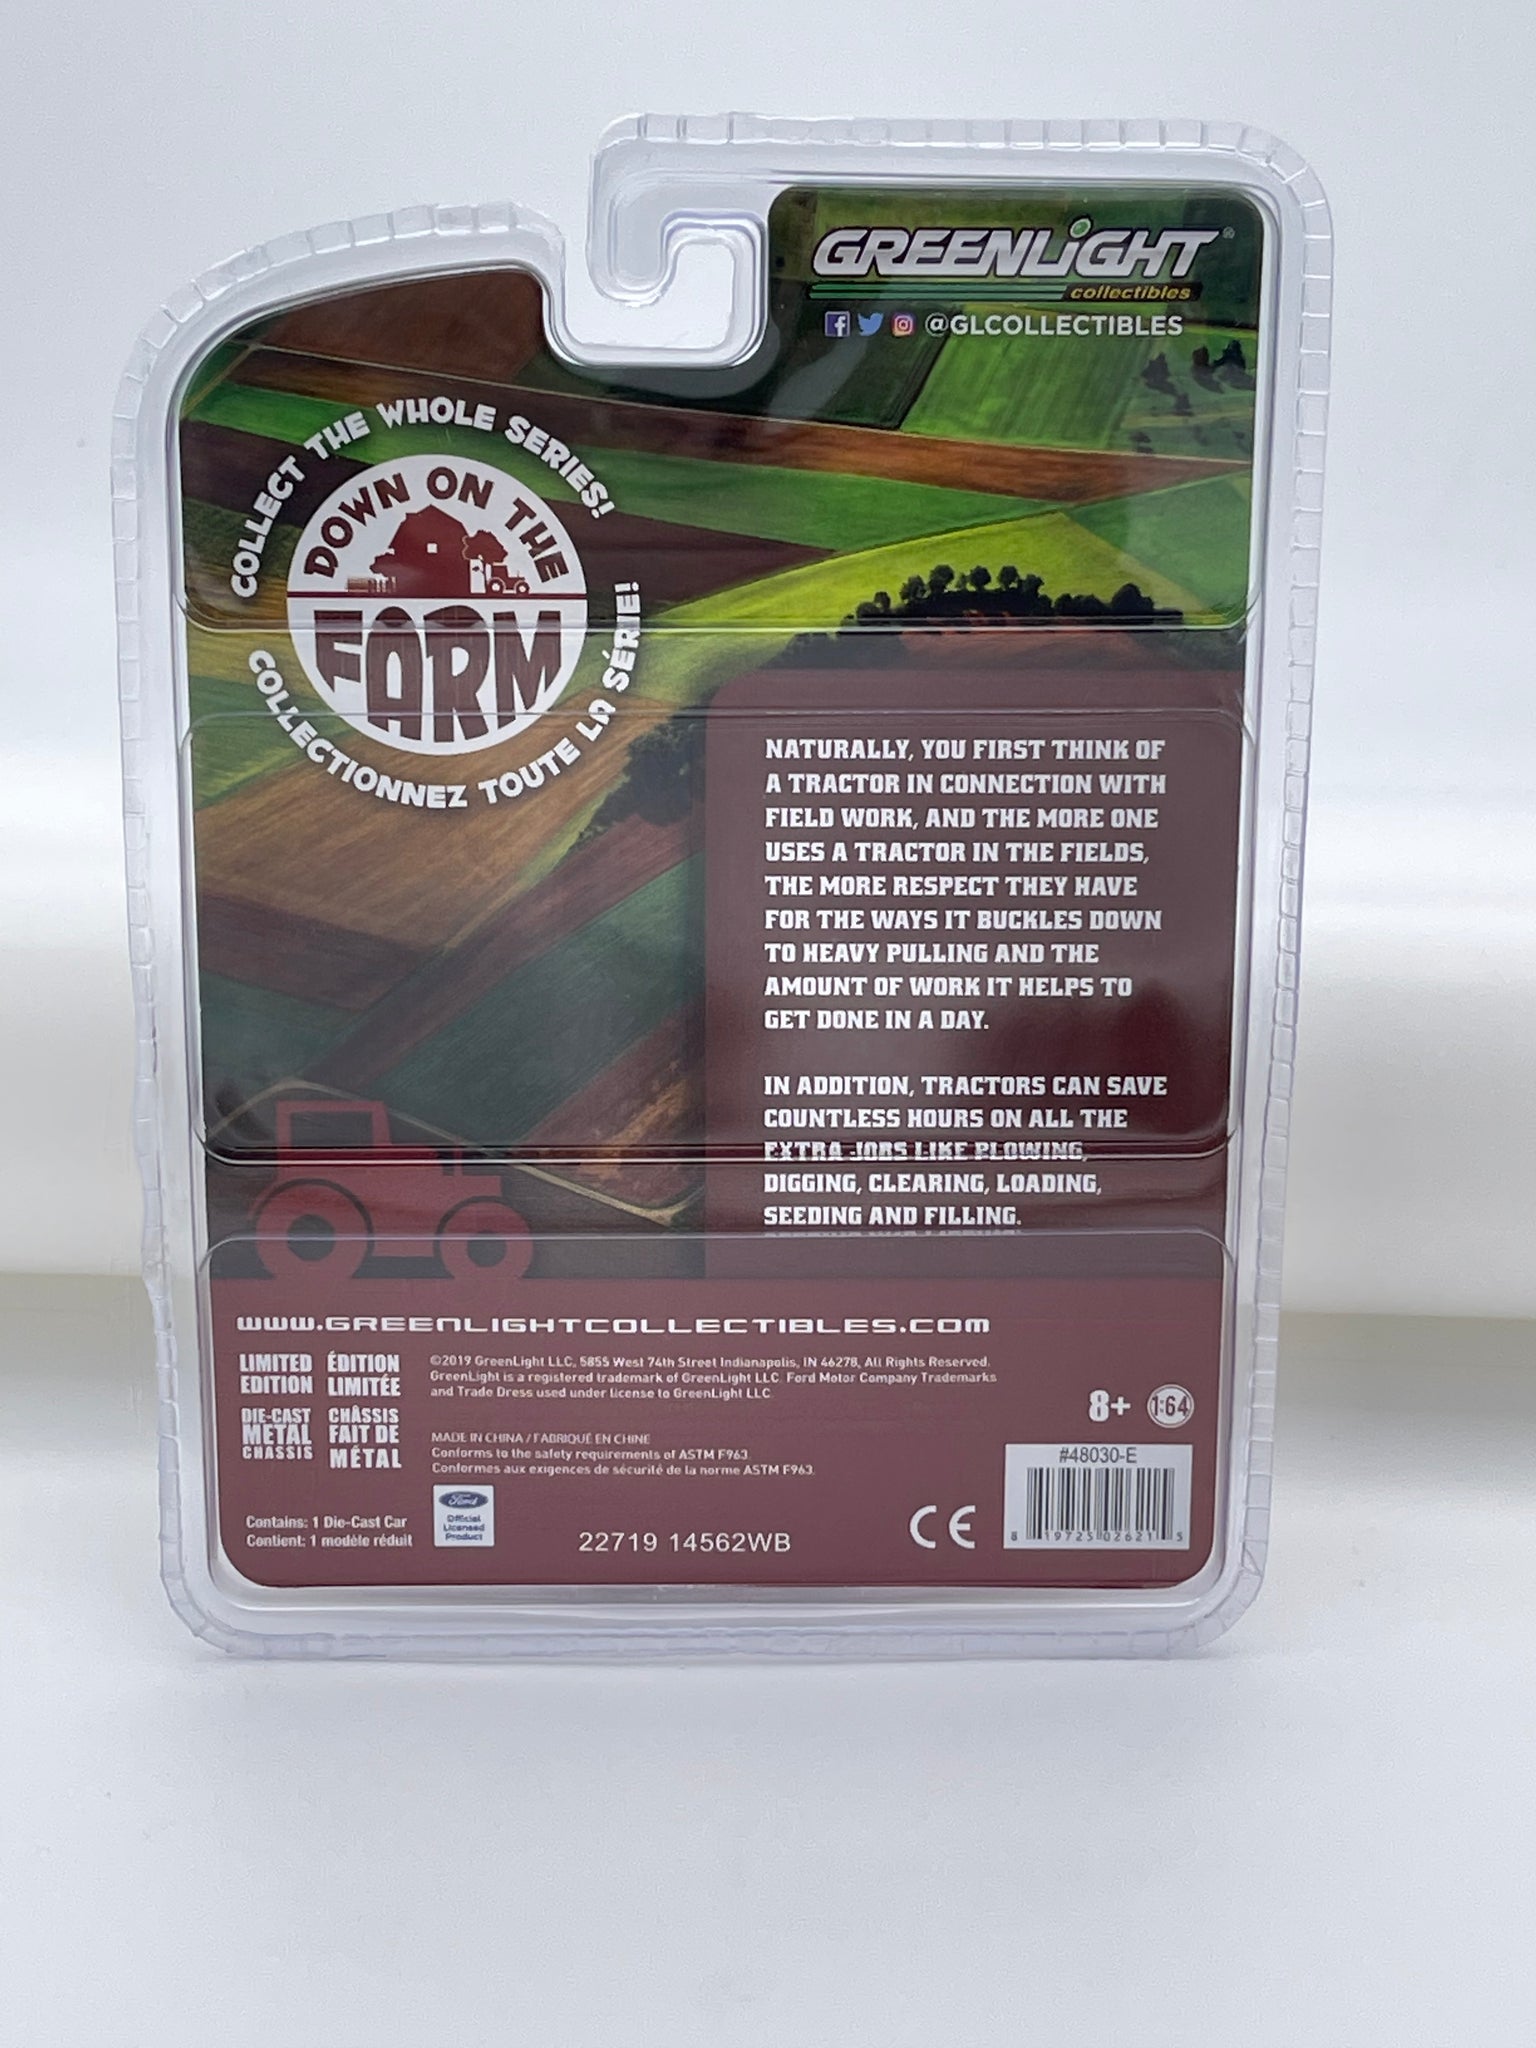 GREENLiGHT®
collectibles
@GLCOLLECTIBLES
COLLECT THE WHOLE SERIES!
DOWN ON THE
FARM
COLLECTIONNEZ TOUTE LA SÉRIE!
NATURALLY, YOU FIRST THINK OF
A TRACTOR IN CONNECTION WITH
FIELD WORK, AND THE MORE ONE
USES A TRACTOR IN THE FIELDS,
THE MORE RESPECT THEY HAVE
FOR THE WAYS IT BUCKLES DOWN
TO HEAVY PULLING AND THE
AMOUNT OF WORK IT HELPS TO
GET DONE IN A DAY.
IN ADDITION, TRACTORS CAN SAVE
COUNTLESS HOURS ON ALL THE
EXTRA JOBS LIKE PLOWING,
DIGGING, CLEARING, LOADING,
SEEDING AND FILLING.
www.GREENLIGHTCOLLECTIBLES.COM
LIMITED
EDITION
ÉDITION
LIMITÉE
DIE-CAST
METAL
CHASSIS
CHÂSSIS
FAIT DE
MÉTAL
©2019 GreenLight LLC, 5855 West 74th Street Indianapolis, IN 46278, All Rights Reserved.
GreenLight is a registered trademark of GreenLight LLC. Ford Motor Company Trademarks
and Trade Dress used under license to GreenLight LLC.
MADE IN CHINA / FABRIQUÉ EN CHINE
Conforms to the safety requirements of ASTM F963.
Conformes aux exigences de sécurité de la norme ASTM F963.
8+
1:64
#48030-E
8 19725 02621 5
Contains: 1 Die-Cast Car
Contient: 1 modèle réduit
Ford
Official
Licensed
Product
22719 14562WB
CE